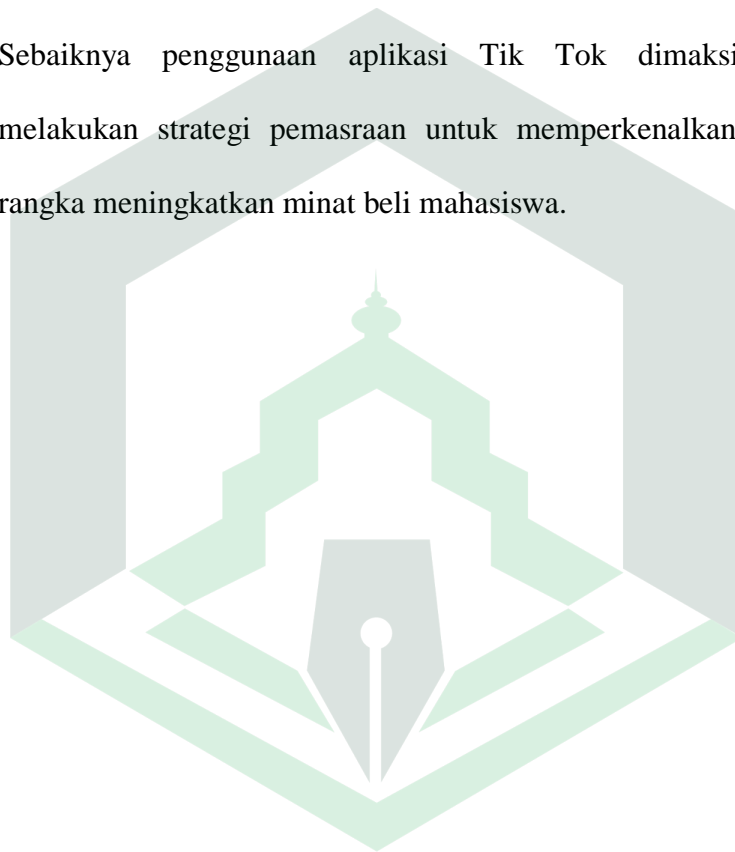 Sebaiknya penggunaan aplikasi Tik Tok dimaksi
melakukan strategi pemasraan untuk memperkenalkan
rangka meningkatkan minat beli mahasiswa.